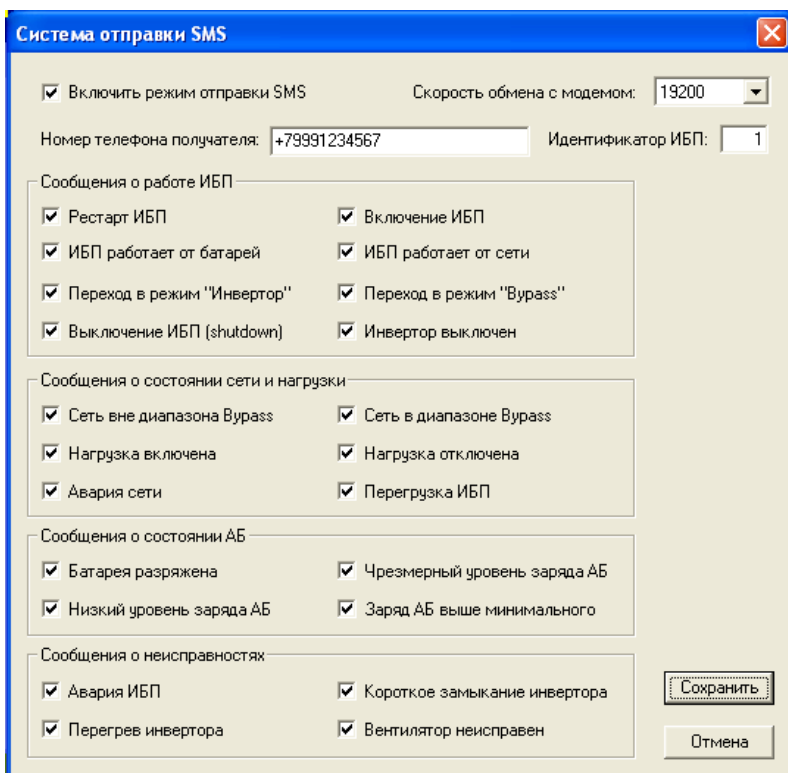 Система отправки SMS
Включить режим отправки SMS Скорость обмена с модемом: 19200
Номер телефона получателя: +79991234567 Идентификатор ИБП: 1
Сообщения о работе ИБП
Рестарт ИБП Включение ИБП
ИБП работает от батарей ИБП работает от сети
Переход в режим "Инвертор" Переход в режим "Bypass"
Выключение ИБП (shutdown) Инвертор выключен
Сообщения о состоянии сети и нагрузки
Сеть вне диапазона Bypass Сеть в диапазоне Bypass
Нагрузка включена Нагрузка отключена
Авария сети Перегрузка ИБП
Сообщения о состоянии АБ
Батарея разряжена Чрезмерный уровень заряда АБ
Низкий уровень заряда АБ Заряд АБ выше минимального
Сообщения о неисправностях
Авария ИБП Короткое замыкание инвертора
Сохранить
Перегрев инвертора Вентилятор неисправен
Отмена